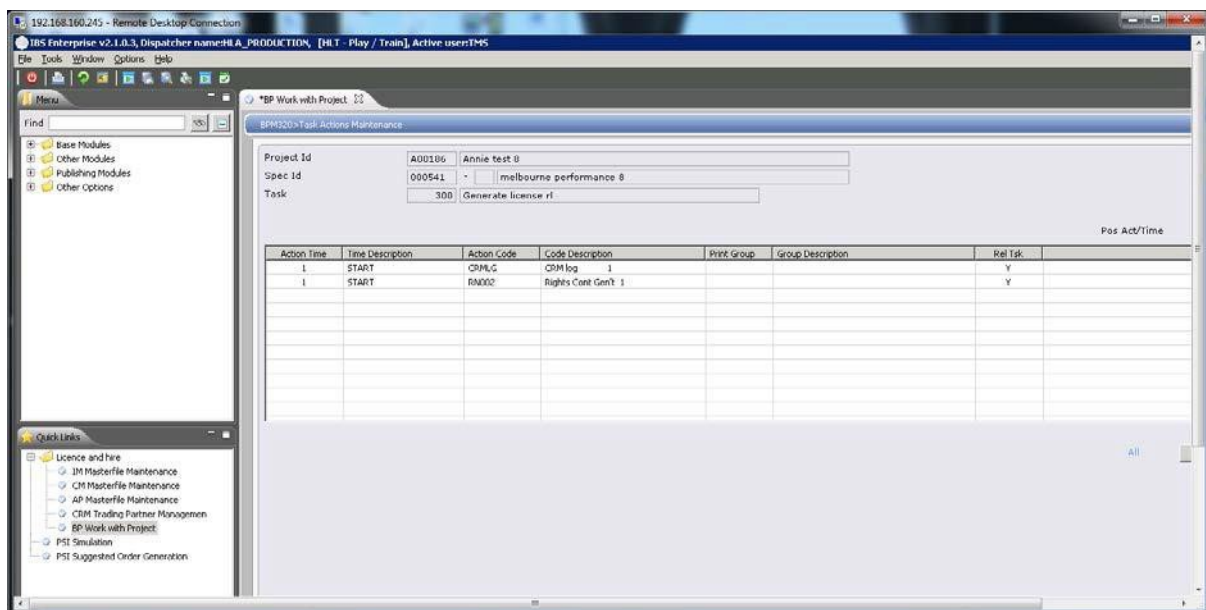 192.168.160.245 - Remote Desktop Connection
IBS Enterprise v2.1.0.3, Dispatcher name:HLA_PRODUCTION, [HLT - Play / Train], Active user:TMS
File Tools Window Options Help
Menu
*BP Work with Project
Find
BPM320>Task Actions Maintenance
Base Modules
Other Modules
Publishing Modules
Other Options
Project Id A00186 Annie test 8
Spec Id 000541 - melbourne performance 8
Task 300 Generate license rl
Pos Act/Time
Action Time Time Description Action Code Code Description Print Group Group Description Rel Tsk
1 START CRMLG CRM log 1 Y
1 START RN002 Rights Cont Gen't 1 Y
All
Quick Links
Licence and hire
IM Masterfile Maintenance
CM Masterfile Maintenance
AP Masterfile Maintenance
CRM Trading Partner Managemen
BP Work with Project
PSI Simulation
PSI Suggested Order Generation